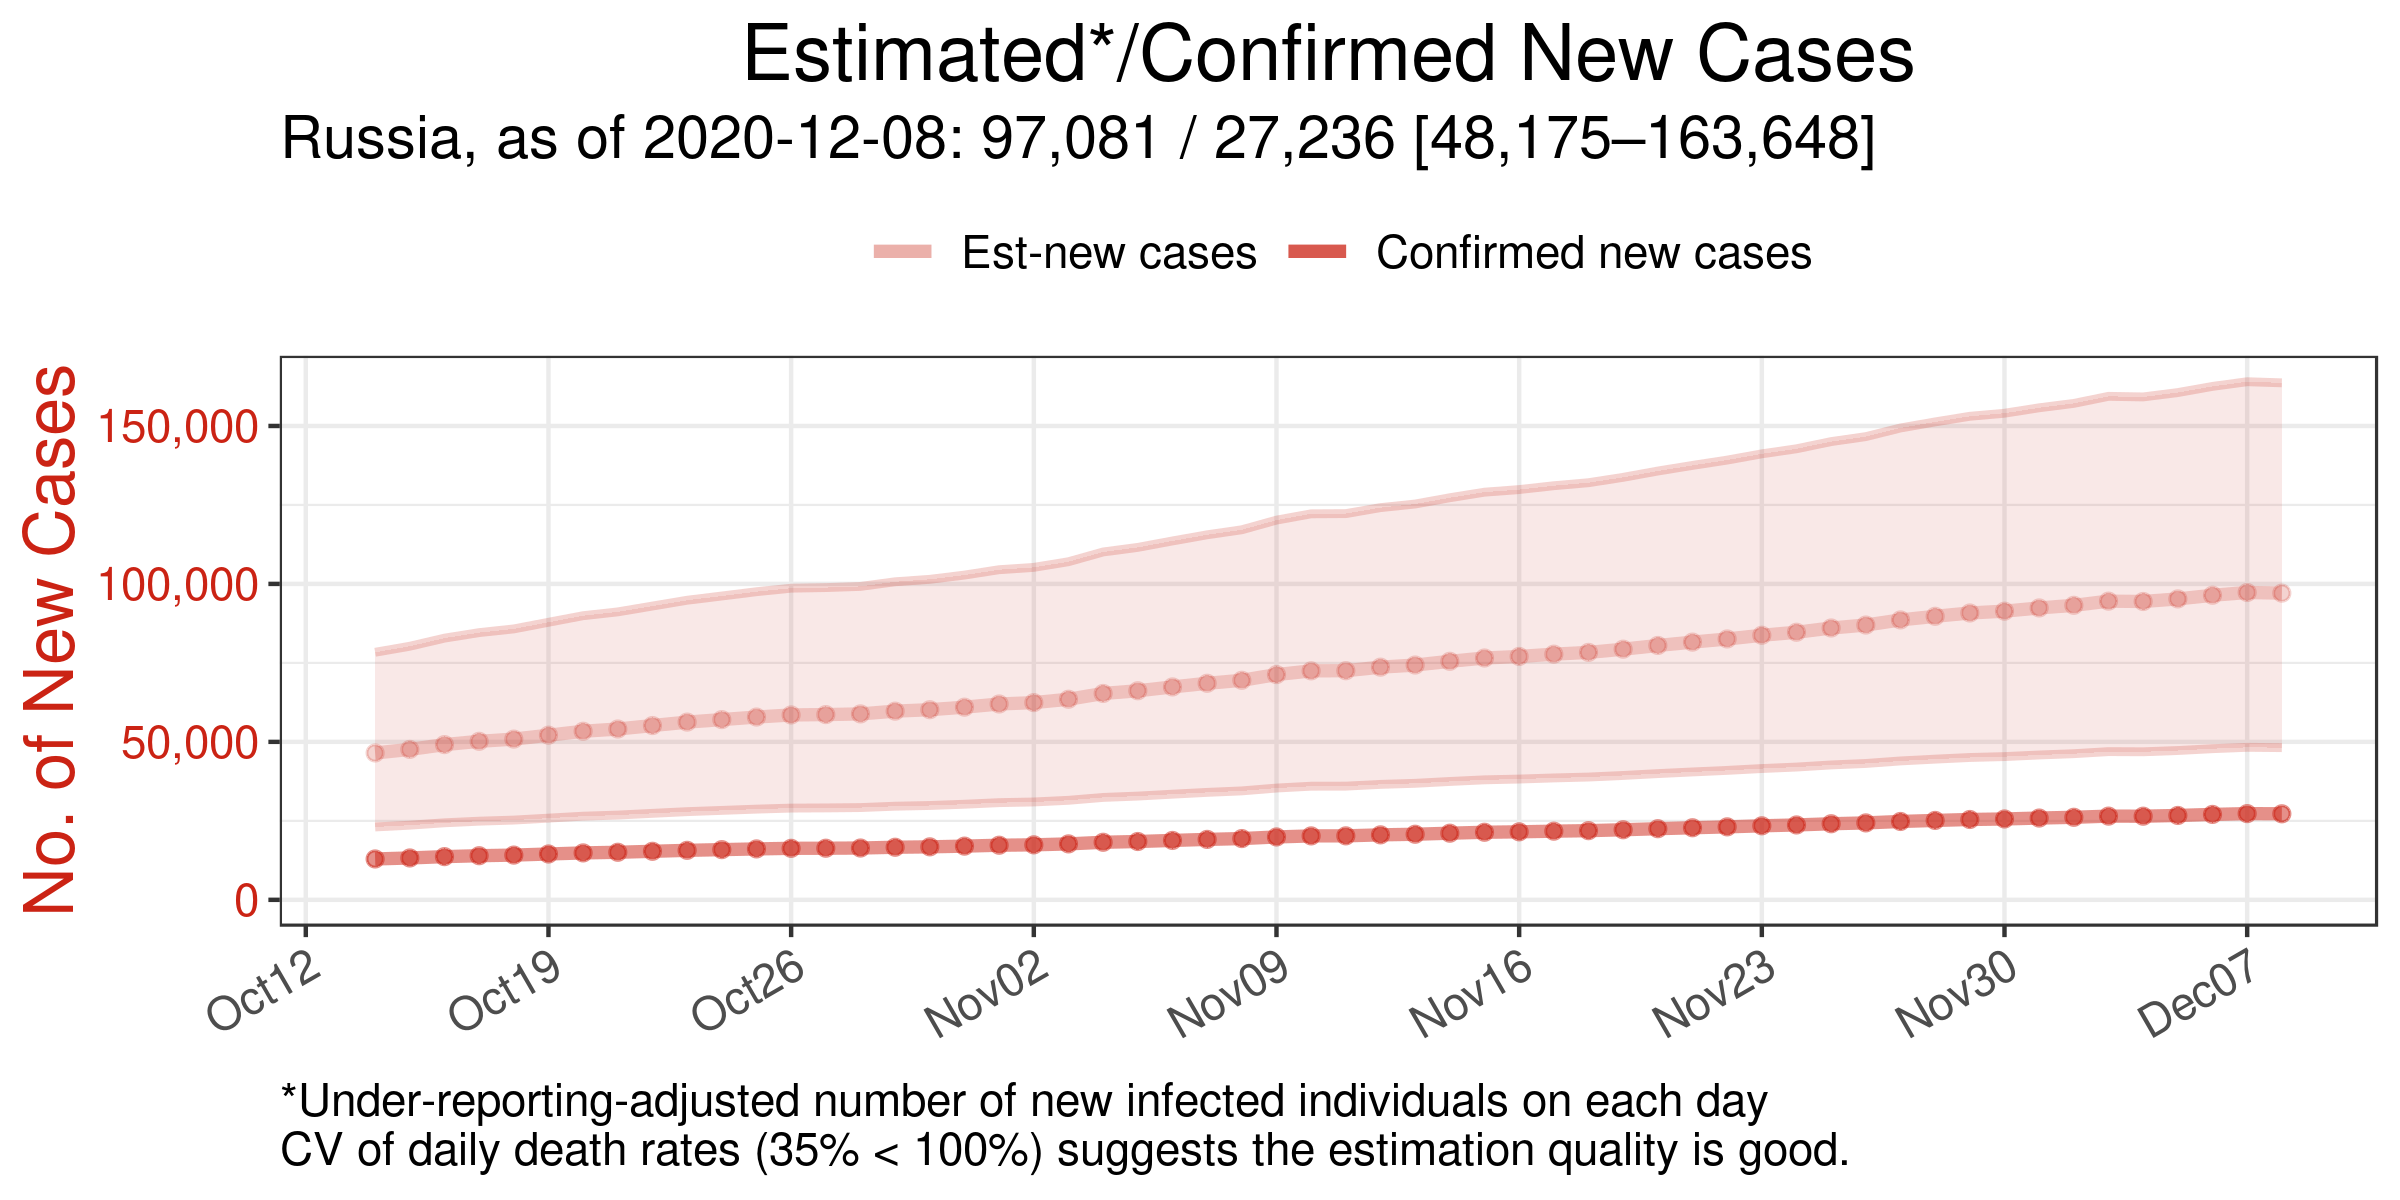 Estimated*/Confirmed New Cases
Russia, as of 2020-12-08: 97,081 / 27,236 [48,175–163,648]
Est-new cases
Confirmed new cases
No. of New Cases
150,000
100,000
50,000
0
Oct12
Oct19
Oct26
Nov02
Nov09
Nov16
Nov23
Nov30
Dec07
*Under-reporting-adjusted number of new infected individuals on each day
CV of daily death rates (35% < 100%) suggests the estimation quality is good.